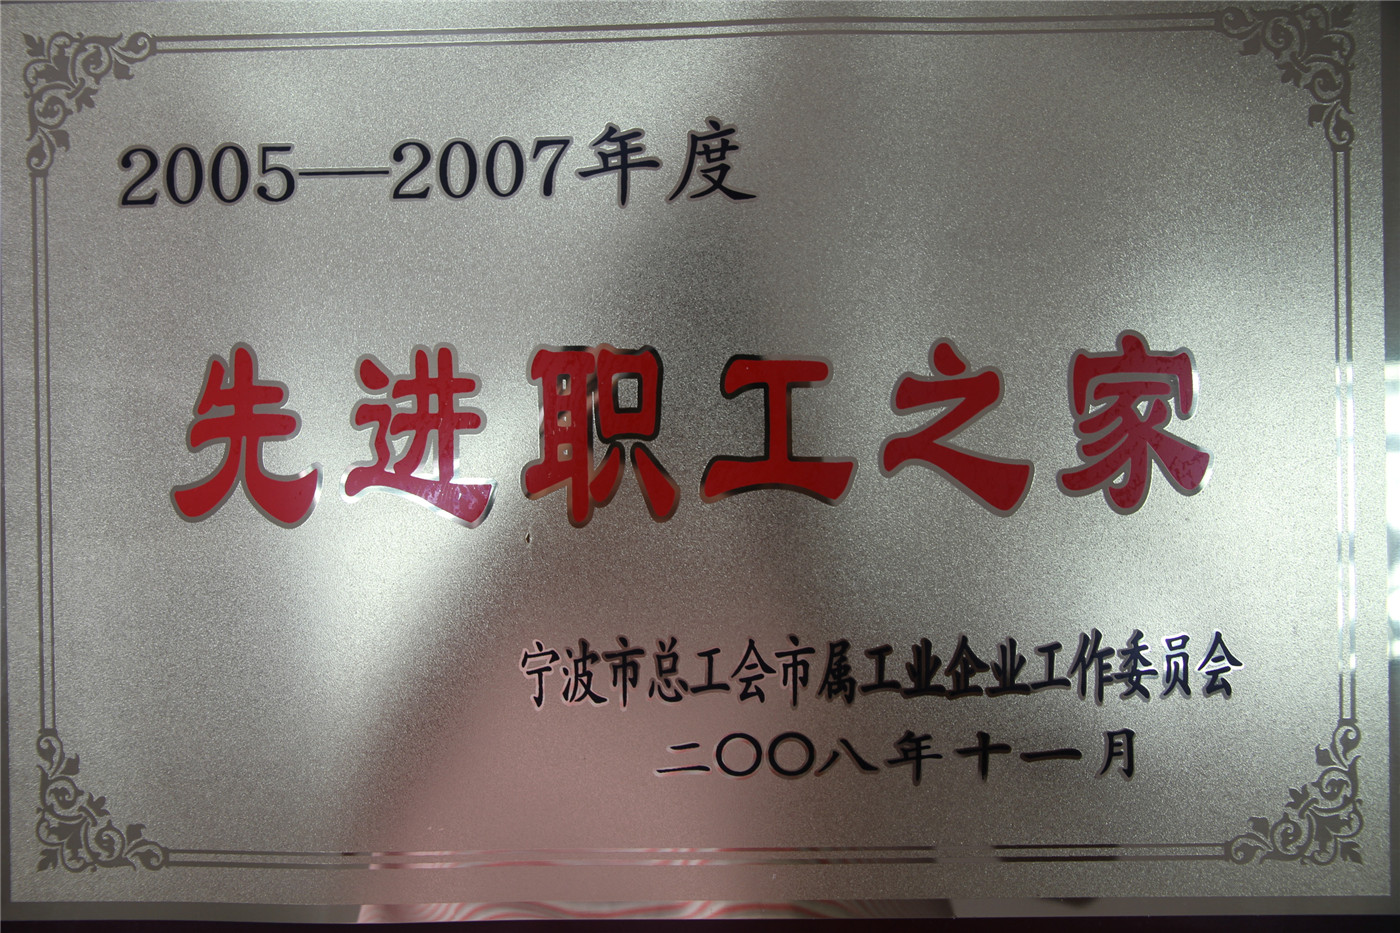 2005—2007年度
先进职工之家
宁波市总工会市属工业企业工作委员会
二〇〇八年十一月